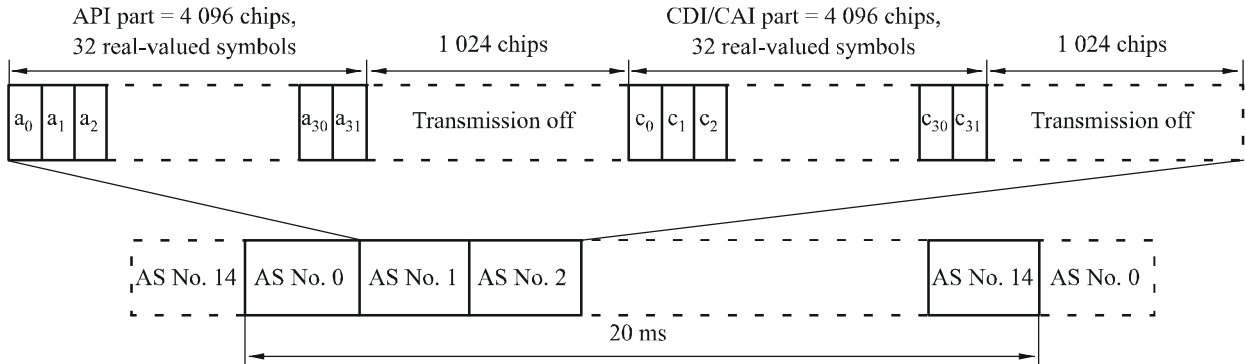 API part = 4 096 chips,
32 real-valued symbols
1 024 chips
CDI/CAI part = 4 096 chips,
32 real-valued symbols
1 024 chips
a0 a1 a2 a30 a31 Transmission off c0 c1 c2 c30 c31 Transmission off
AS No. 14 AS No. 0 AS No. 1 AS No. 2 AS No. 14 AS No. 0
20 ms